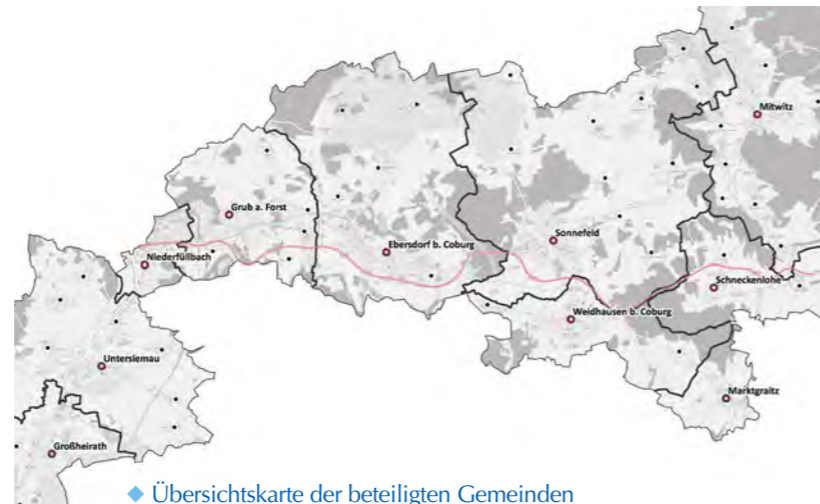 Mitwitz
Grub a. Forst
Ebersdorf b. Coburg
Sonnefeld
Niederfüllbach
Schneckenlohe
Weidhausen b. Coburg
Untersiemau
Marktgraitz
Großheirath
Übersichtskarte der beteiligten Gemeinden